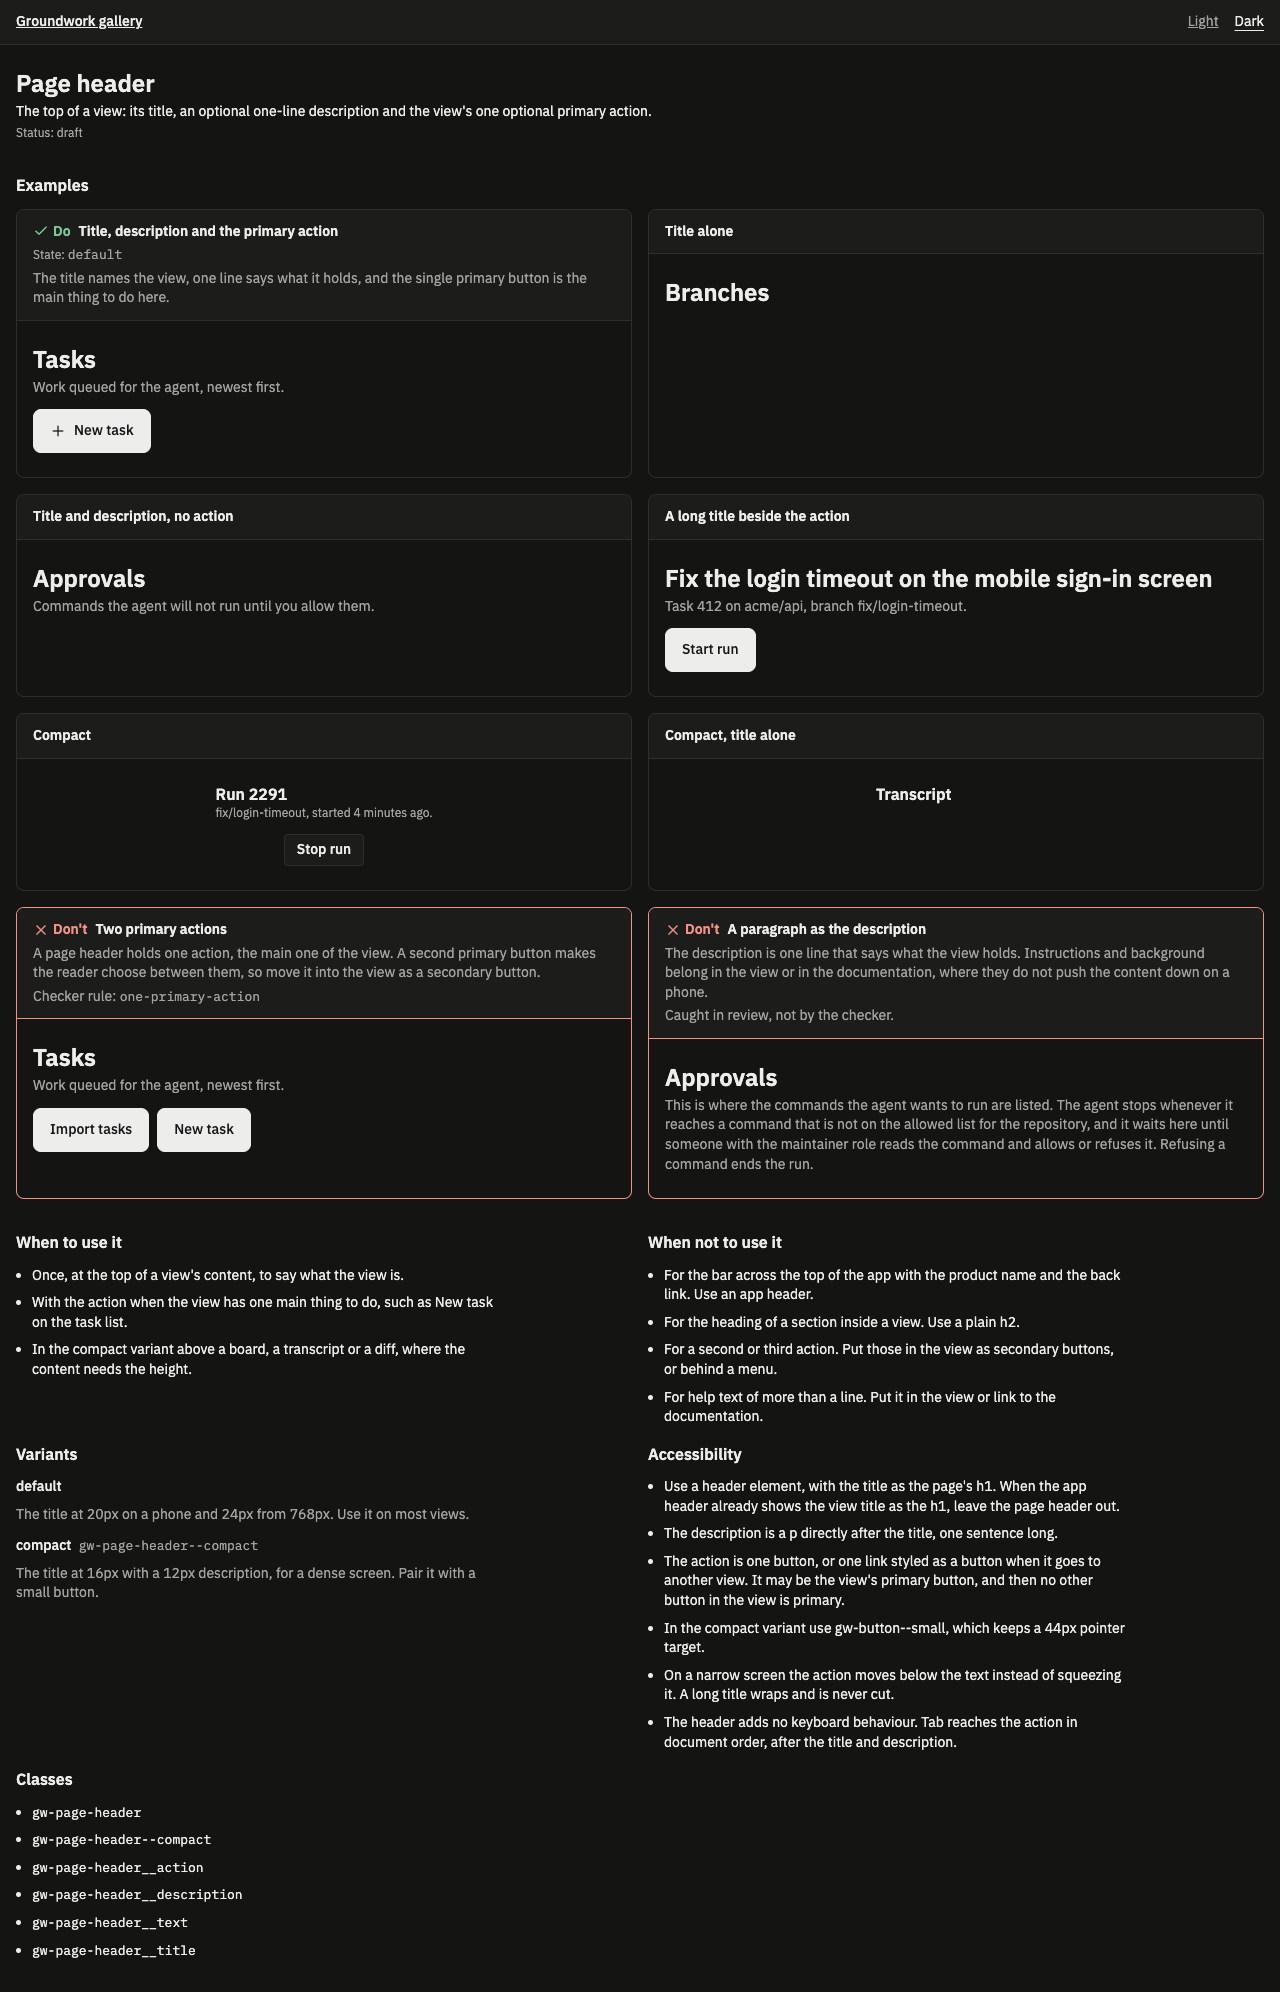 Groundwork gallery
Light Dark
Page header
The top of a view: its title, an optional one-line description and the view's one optional primary action.
Status: draft
Examples
Do Title, description and the primary action
State: default
The title names the view, one line says what it holds, and the single primary button is the
main thing to do here.
Tasks
Work queued for the agent, newest first.
New task
Title alone
Branches
Title and description, no action
Approvals
Commands the agent will not run until you allow them.
A long title beside the action
Fix the login timeout on the mobile sign-in screen
Task 412 on acme/api, branch fix/login-timeout.
Start run
Compact
Run 2291
fix/login-timeout, started 4 minutes ago.
Stop run
Compact, title alone
Transcript
Don't Two primary actions
A page header holds one action, the main one of the view. A second primary button makes
the reader choose between them, so move it into the view as a secondary button.
Checker rule: one-primary-action
Tasks
Work queued for the agent, newest first.
Import tasks
New task
Don't A paragraph as the description
The description is one line that says what the view holds. Instructions and background
belong in the view or in the documentation, where they do not push the content down on a
phone.
Caught in review, not by the checker.
Approvals
This is where the commands the agent wants to run are listed. The agent stops whenever it
reaches a command that is not on the allowed list for the repository, and it waits here until
someone with the maintainer role reads the command and allows or refuses it. Refusing a
command ends the run.
When to use it
Once, at the top of a view's content, to say what the view is.
With the action when the view has one main thing to do, such as New task
on the task list.
In the compact variant above a board, a transcript or a diff, where the
content needs the height.
When not to use it
For the bar across the top of the app with the product name and the back
link. Use an app header.
For the heading of a section inside a view. Use a plain h2.
For a second or third action. Put those in the view as secondary buttons,
or behind a menu.
For help text of more than a line. Put it in the view or link to the
documentation.
Variants
default
The title at 20px on a phone and 24px from 768px. Use it on most views.
compact gw-page-header--compact
The title at 16px with a 12px description, for a dense screen. Pair it with a
small button.
Accessibility
Use a header element, with the title as the page's h1. When the app
header already shows the view title as the h1, leave the page header out.
The description is a p directly after the title, one sentence long.
The action is one button, or one link styled as a button when it goes to
another view. It may be the view's primary button, and then no other
button in the view is primary.
In the compact variant use gw-button--small, which keeps a 44px pointer
target.
On a narrow screen the action moves below the text instead of squeezing
it. A long title wraps and is never cut.
The header adds no keyboard behaviour. Tab reaches the action in
document order, after the title and description.
Classes
gw-page-header
gw-page-header--compact
gw-page-header__action
gw-page-header__description
gw-page-header__text
gw-page-header__title